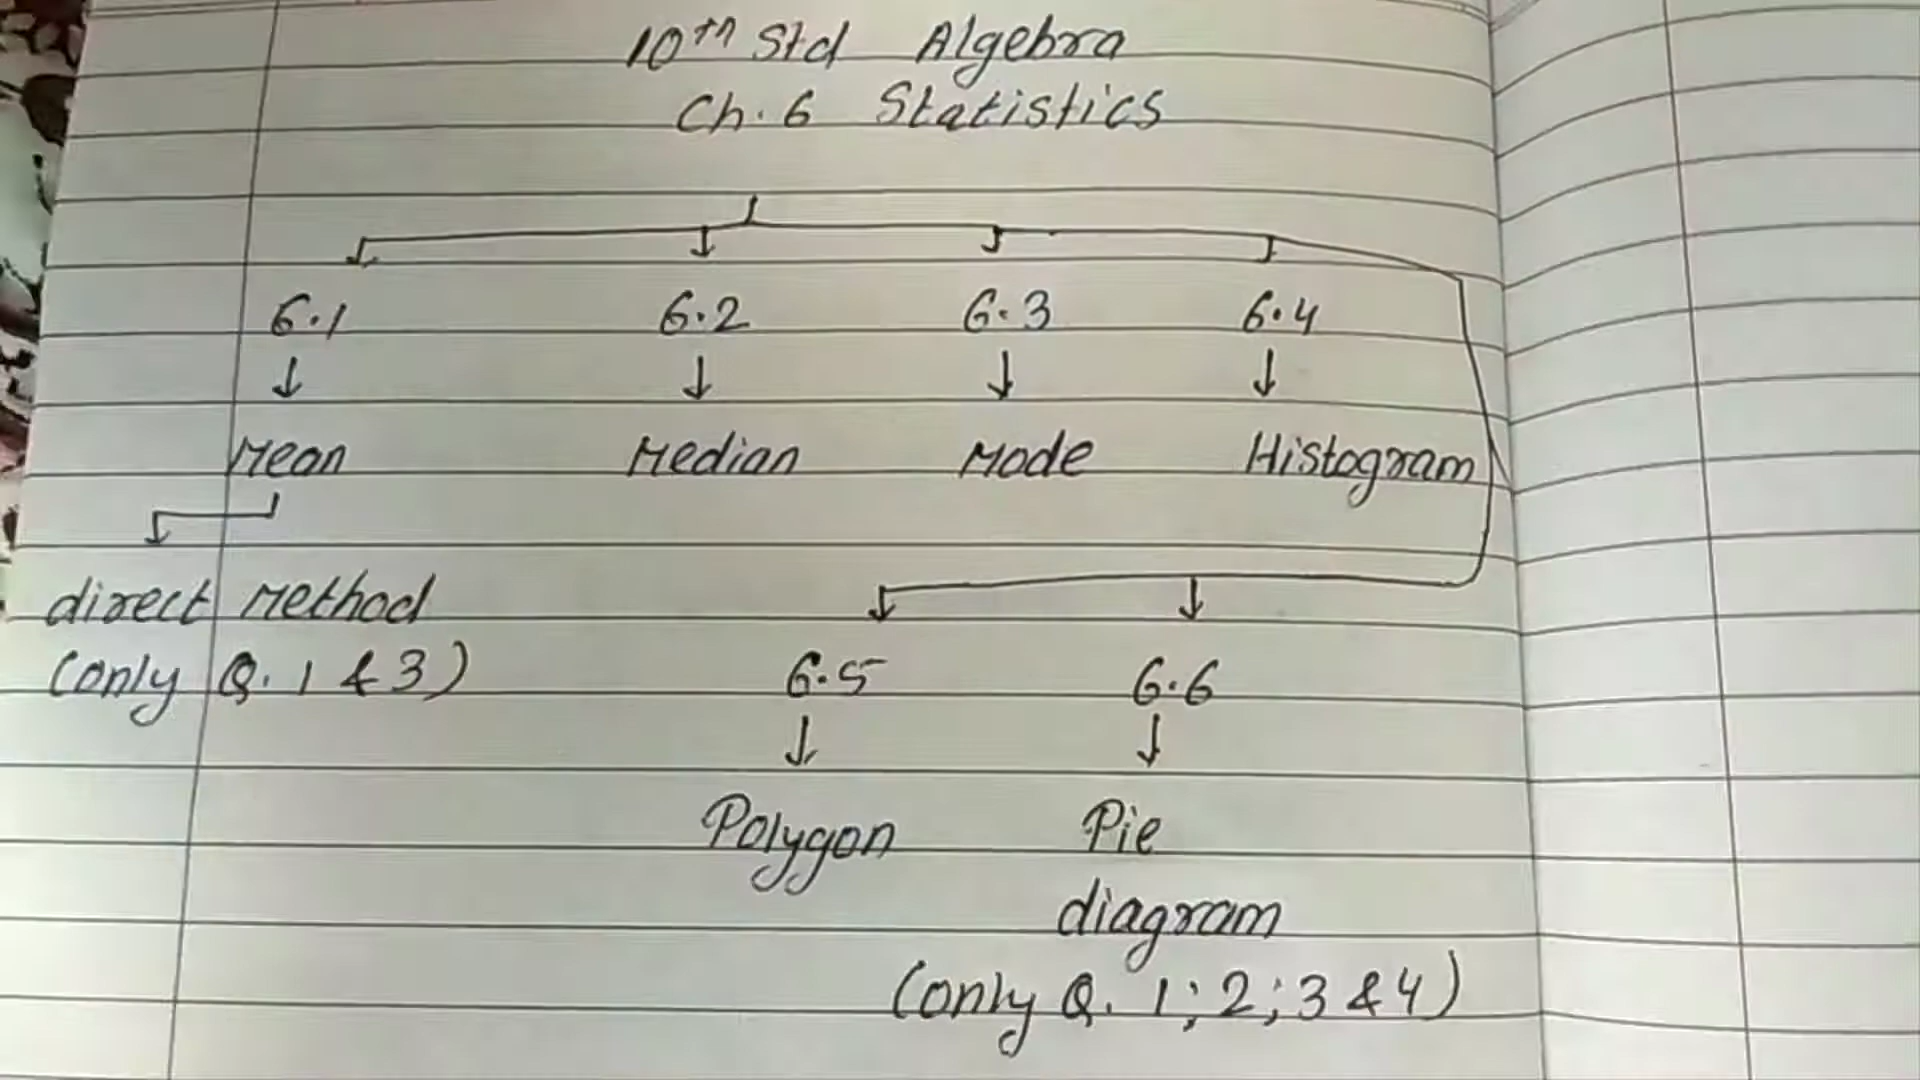 10th Std Algebra
Ch. 6 Statistics
6.1 6.2 6.3 6.4
Mean Median Mode Histogram
direct Method
(only Q. 1 & 3)
6.5 6.6
Polygon Pie
diagram
(only Q. 1; 2; 3 & 4)